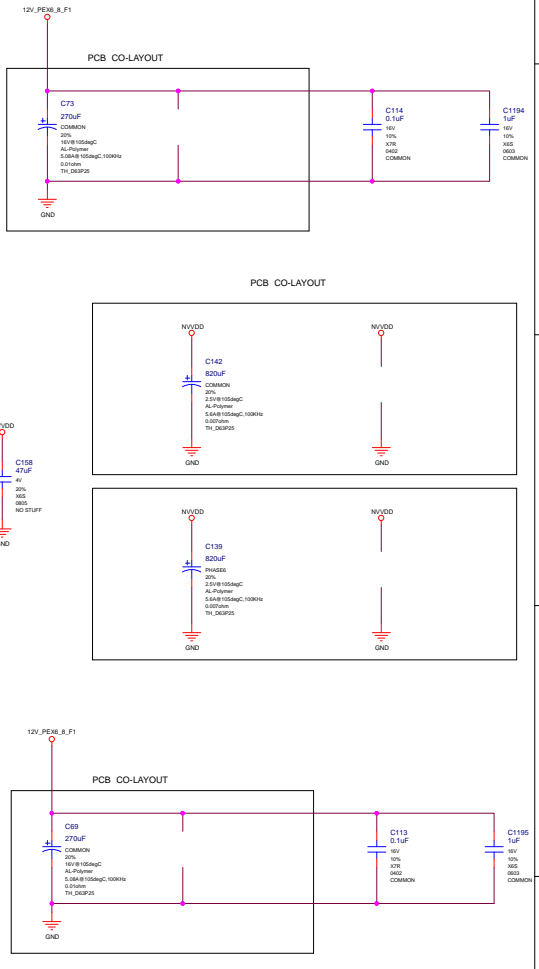 12V_PEX6_8_F1
PCB CO-LAYOUT
C73
270uF
COMMON
20%
16V@105degC
AL-Polymer
5.08A@105degC,100KHz
0.01ohm
TH_D63P25
GND
C114
0.1uF
16V
10%
X7R
0402
COMMON
C1194
1uF
16V
10%
X6S
0603
COMMON
PCB CO-LAYOUT
NVVDD
NVVDD
C142
820uF
COMMON
20%
2.5V@105degC
AL-Polymer
5.6A@105degC,100KHz
0.007ohm
TH_D63P25
GND
GND
C158
47uF
4V
20%
X6S
0805
NO STUFF
NVVDD
NVVDD
C139
820uF
PHASE6
20%
2.5V@105degC
AL-Polymer
5.6A@105degC,100KHz
0.007ohm
TH_D63P25
GND
GND
12V_PEX6_8_F1
PCB CO-LAYOUT
C69
270uF
COMMON
20%
16V@105degC
AL-Polymer
5.08A@105degC,100KHz
0.01ohm
TH_D63P25
GND
C113
0.1uF
16V
10%
X7R
0402
COMMON
C1195
1uF
16V
10%
X6S
0603
COMMON